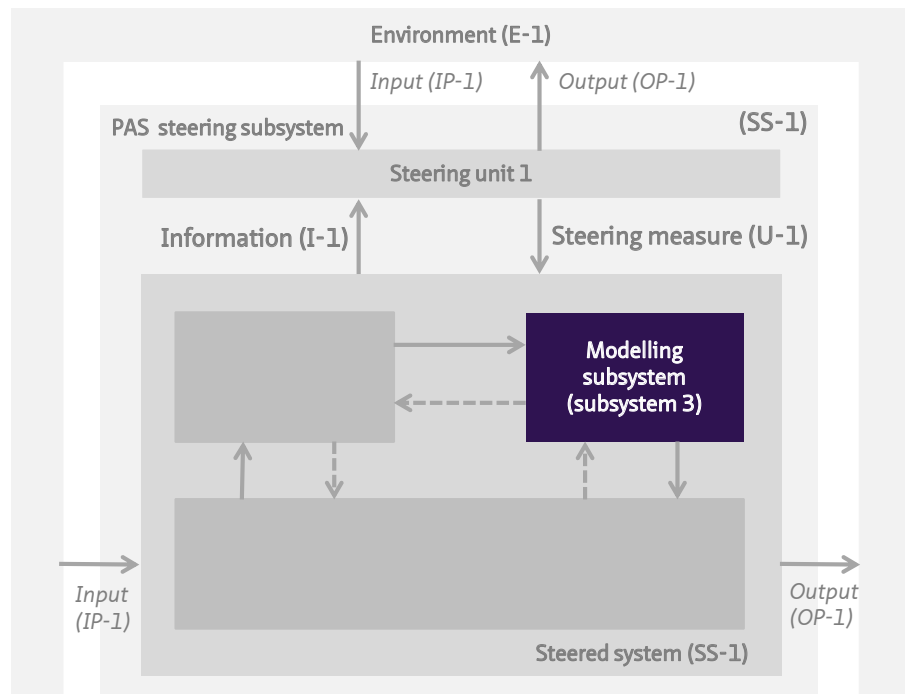 Environment (E-1)
Input (IP-1)
Output (OP-1)
PAS steering subsystem
(SS-1)
Steering unit 1
Information (I-1)
Steering measure (U-1)
Modelling
subsystem
(subsystem 3)
Input
(IP-1)
Output
(OP-1)
Steered system (SS-1)